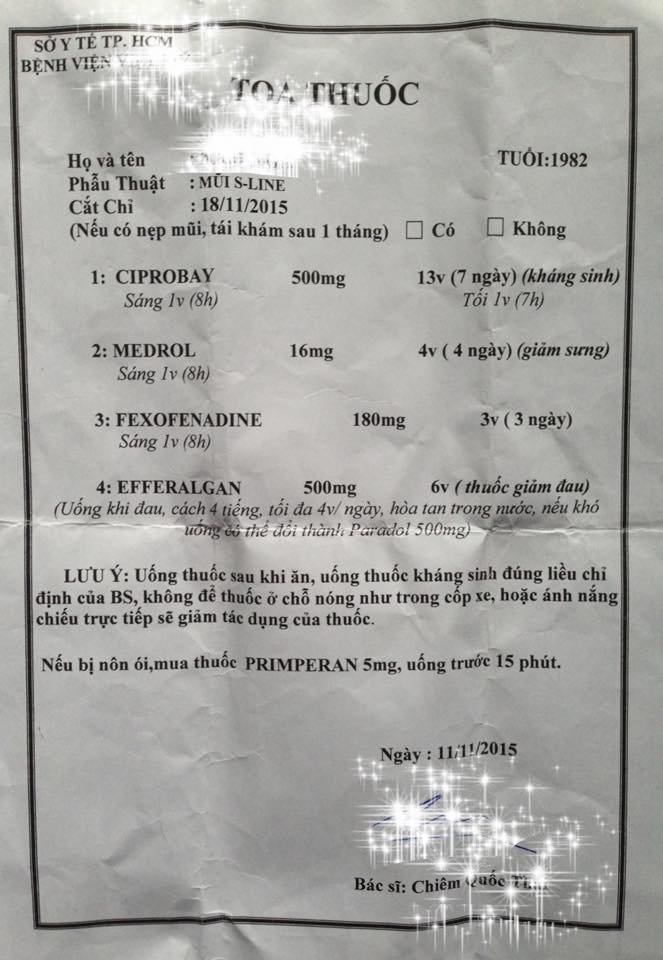 SỞ Y TẾ TP. HCM
BỆNH VIỆN
TOA THUỐC
Họ và tên :
TUỔI:1982
Phẫu Thuật : MŨI S-LINE
Cắt Chỉ : 18/11/2015
(Nếu có nẹp mũi, tái khám sau 1 tháng) Có Không
1: CIPROBAY 500mg 13v (7 ngày) (kháng sinh)
Sáng 1v (8h) Tối 1v (7h)
2: MEDROL 16mg 4v ( 4 ngày) (giảm sưng)
Sáng 1v (8h)
3: FEXOFENADINE 180mg 3v ( 3 ngày)
Sáng 1v (8h)
4: EFFERALGAN 500mg 6v ( thuốc giảm đau)
(Uống khi đau, cách 4 tiếng, tối đa 4v/ ngày, hòa tan trong nước, nếu khó
uống có thể đổi thành Paradol 500mg)
LƯU Ý: Uống thuốc sau khi ăn, uống thuốc kháng sinh đúng liều chỉ
định của BS, không để thuốc ở chỗ nóng như trong cốp xe, hoặc ánh nắng
chiếu trực tiếp sẽ giảm tác dụng của thuốc.
Nếu bị nôn ói,mua thuốc PRIMPERAN 5mg, uống trước 15 phút.
Ngày : 11/11/2015
Bác sĩ: Chiêm Quốc